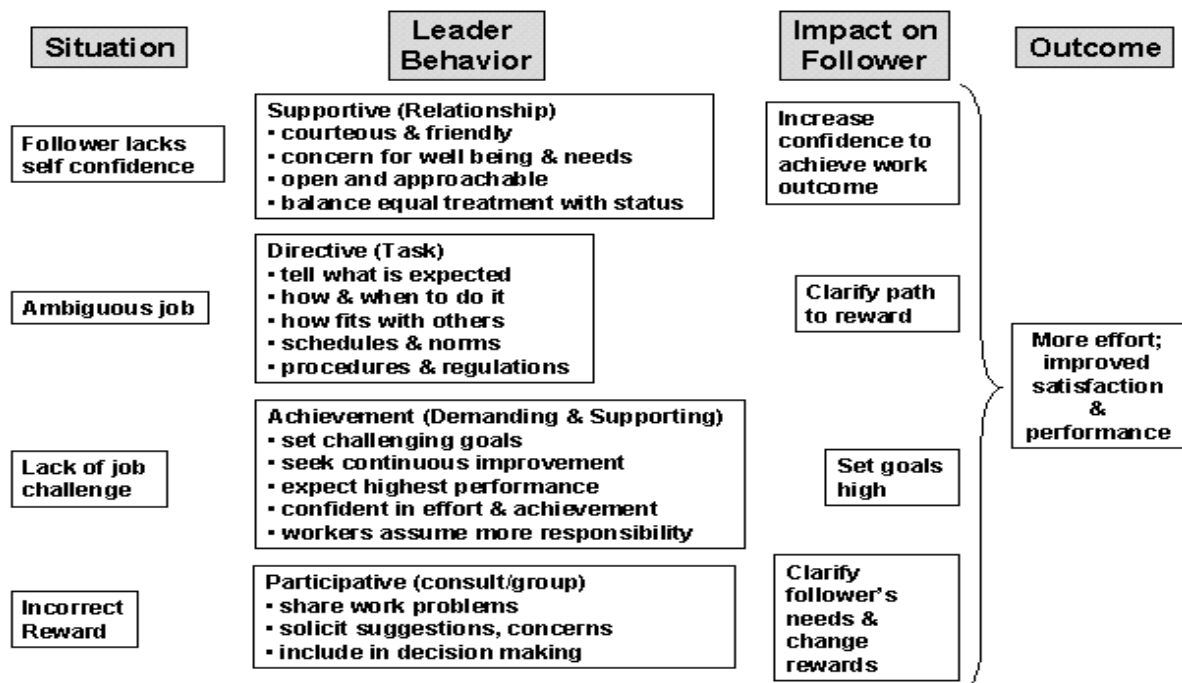 Situation
Leader
Behavior
Impact on
Follower
Outcome
Follower lacks
self confidence
Supportive (Relationship)
▪ courteous & friendly
▪ concern for well being & needs
▪ open and approachable
▪ balance equal treatment with status
Increase
confidence to
achieve work
outcome
Ambiguous job
Directive (Task)
▪ tell what is expected
▪ how & when to do it
▪ how fits with others
▪ schedules & norms
▪ procedures & regulations
Clarify path
to reward
Lack of job
challenge
Achievement (Demanding & Supporting)
▪ set challenging goals
▪ seek continuous improvement
▪ expect highest performance
▪ confident in effort & achievement
▪ workers assume more responsibility
Set goals
high
Incorrect
Reward
Participative (consult/group)
▪ share work problems
▪ solicit suggestions, concerns
▪ include in decision making
Clarify
follower's
needs &
change
rewards
More effort;
improved
satisfaction
&
performance